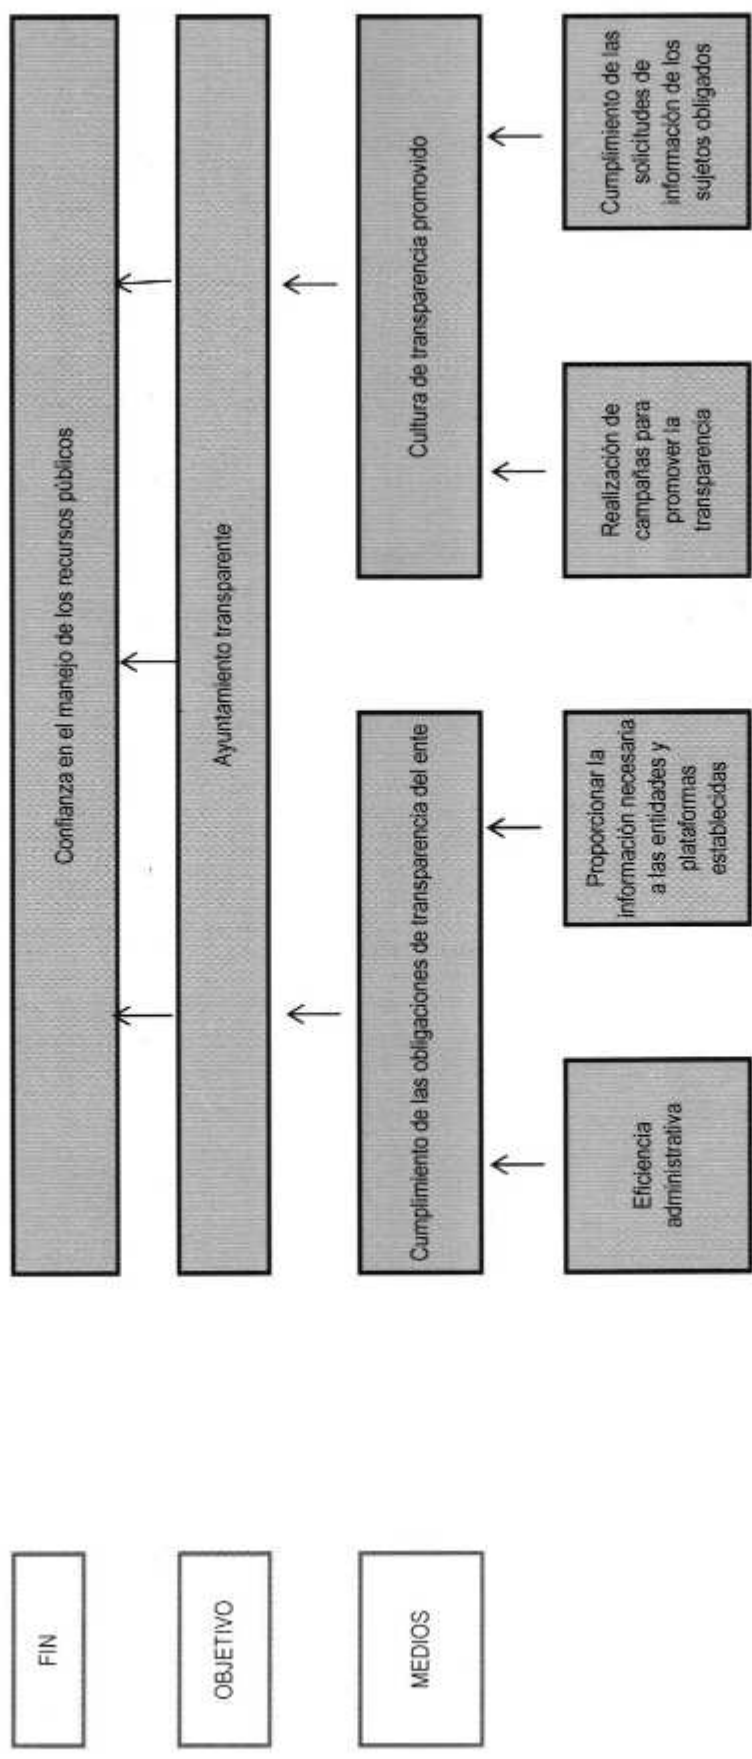 FIN
Confianza en el manejo de los recursos públicos
OBJETIVO
Ayuntamiento transparente
MEDIOS
Cumplimiento de las obligaciones de transparencia del ente
Cultura de transparencia promovido
Eficiencia
administrativa
Proporcionar la
información necesaria
a las entidades y
plataformas
establecidas
Realización de
campañas para
promover la
transparencia
Cumplimiento de las
solicitudes de
información de los
sujetos obligados